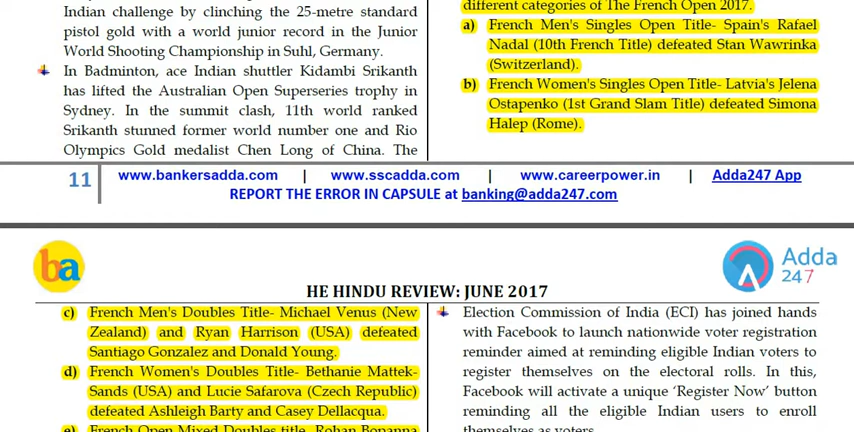 Indian challenge by clinching the 25-metre standard
pistol gold with a world junior record in the Junior
World Shooting Championship in Suhl, Germany.
In Badminton, ace Indian shuttler Kidambi Srikanth
has lifted the Australian Open Superseries trophy in
Sydney. In the summit clash, 11th world ranked
Srikanth stunned former world number one and Rio
Olympics Gold medalist Chen Long of China. The
different categories of The French Open 2017.
a) French Men's Singles Open Title- Spain's Rafael
Nadal (10th French Title) defeated Stan Wawrinka
(Switzerland).
b) French Women's Singles Open Title- Latvia's Jelena
Ostapenko (1st Grand Slam Title) defeated Simona
Halep (Rome).
11 www.bankersadda.com | www.sscadda.com | www.careerpower.in | Adda247 App
REPORT THE ERROR IN CAPSULE at banking@adda247.com
ba
Adda
247
HE HINDU REVIEW: JUNE 2017
c) French Men's Doubles Title- Michael Venus (New
Zealand) and Ryan Harrison (USA) defeated
Santiago Gonzalez and Donald Young.
d) French Women's Doubles Title- Bethanie Mattek-
Sands (USA) and Lucie Safarova (Czech Republic)
defeated Ashleigh Barty and Casey Dellacqua.
e) French Open Mixed Doubles title- Rohan Bopanna
Election Commission of India (ECI) has joined hands
with Facebook to launch nationwide voter registration
reminder aimed at reminding eligible Indian voters to
register themselves on the electoral rolls. In this,
Facebook will activate a unique ‘Register Now’ button
reminding all the eligible Indian users to enroll
themselves as voters.